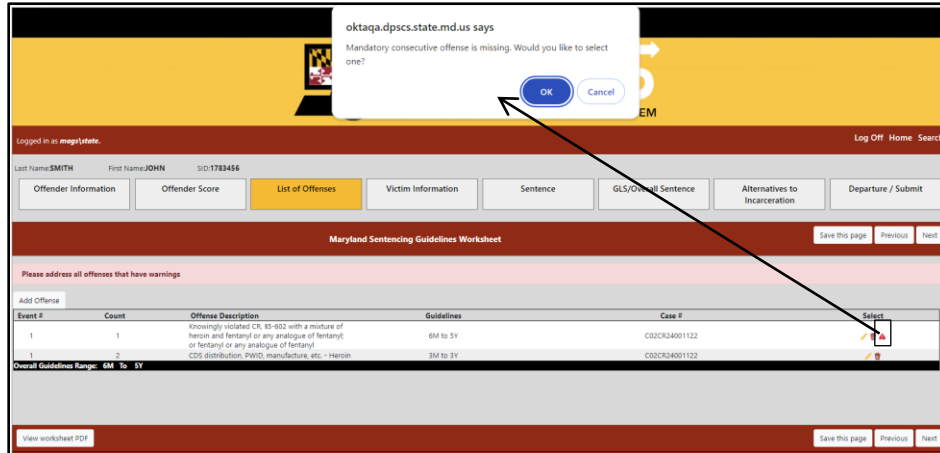 oktaqa.dpscs.state.md.us says
Mandatory consecutive offense is missing. Would you like to select
one?
OK Cancel
EM
Logged in as megs\state.
Log Off Home Search
Last Name:SMITH First Name:JOHN SID:1783456
Offender Information Offender Score List of Offenses Victim Information Sentence GLS/Overall Sentence Alternatives to Incarceration Departure / Submit
Maryland Sentencing Guidelines Worksheet
Save this page Previous Next
Please address all offenses that have warnings
Add Offense
Event # Count Offense Description Guidelines Case # Select
Knowingly violated CR, §5-602 with a mixture of
1 1 heroin and fentanyl or any analogue of fentanyl; 6M to 5Y C02CR24001122
or fentanyl or any analogue of fentanyl
1 2 CDS distribution, PWID, manufacture, etc. - Heroin 3M to 3Y C02CR24001122
Overall Guidelines Range: 6M To 5Y
View worksheet PDF
Save this page Previous Next